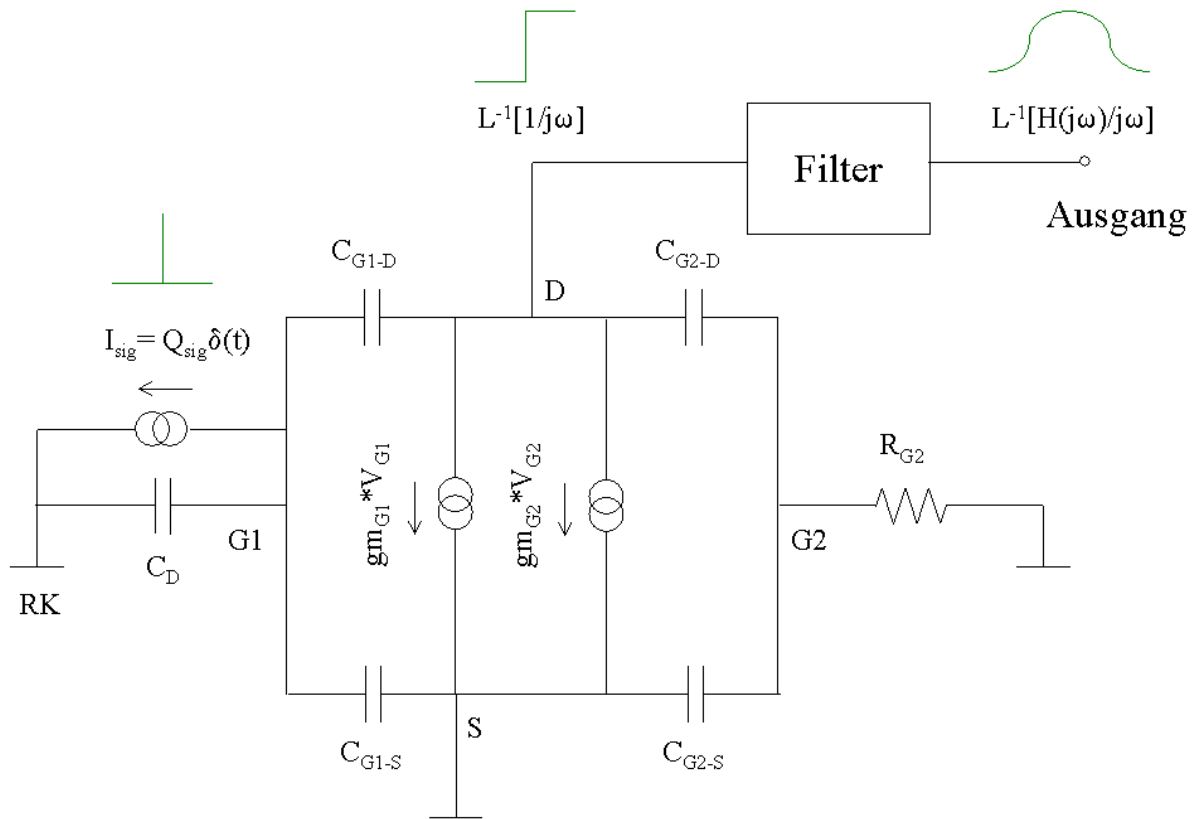 L⁻¹[1/jω]
L⁻¹[H(jω)/jω]
Filter
Ausgang
C_G1-D
C_G2-D
D
I_sig= Q_sigδ(t)
gm_G1*V_G1
gm_G2*V_G2
R_G2
G1
G2
C_D
RK
S
C_G1-S
C_G2-S